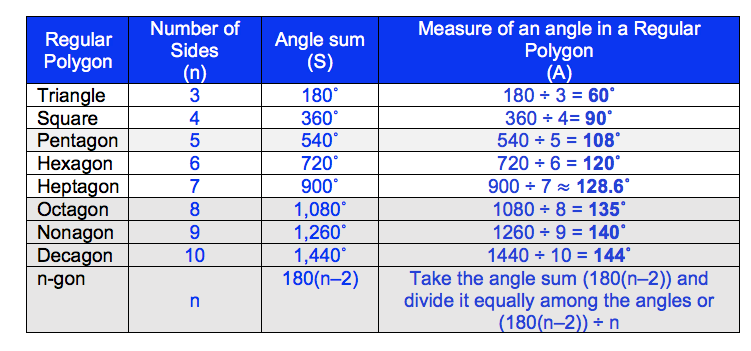 Regular Polygon | Number of Sides (n) | Angle sum (S) | Measure of an angle in a Regular Polygon (A)
Triangle | 3 | 180˚ | 180 ÷ 3 = 60˚
Square | 4 | 360˚ | 360 ÷ 4= 90˚
Pentagon | 5 | 540˚ | 540 ÷ 5 = 108˚
Hexagon | 6 | 720˚ | 720 ÷ 6 = 120˚
Heptagon | 7 | 900˚ | 900 ÷ 7 ≈ 128.6˚
Octagon | 8 | 1,080˚ | 1080 ÷ 8 = 135˚
Nonagon | 9 | 1,260˚ | 1260 ÷ 9 = 140˚
Decagon | 10 | 1,440˚ | 1440 ÷ 10 = 144˚
n-gon | n | 180(n–2) | Take the angle sum (180(n–2)) and
divide it equally among the angles or
(180(n–2)) ÷ n